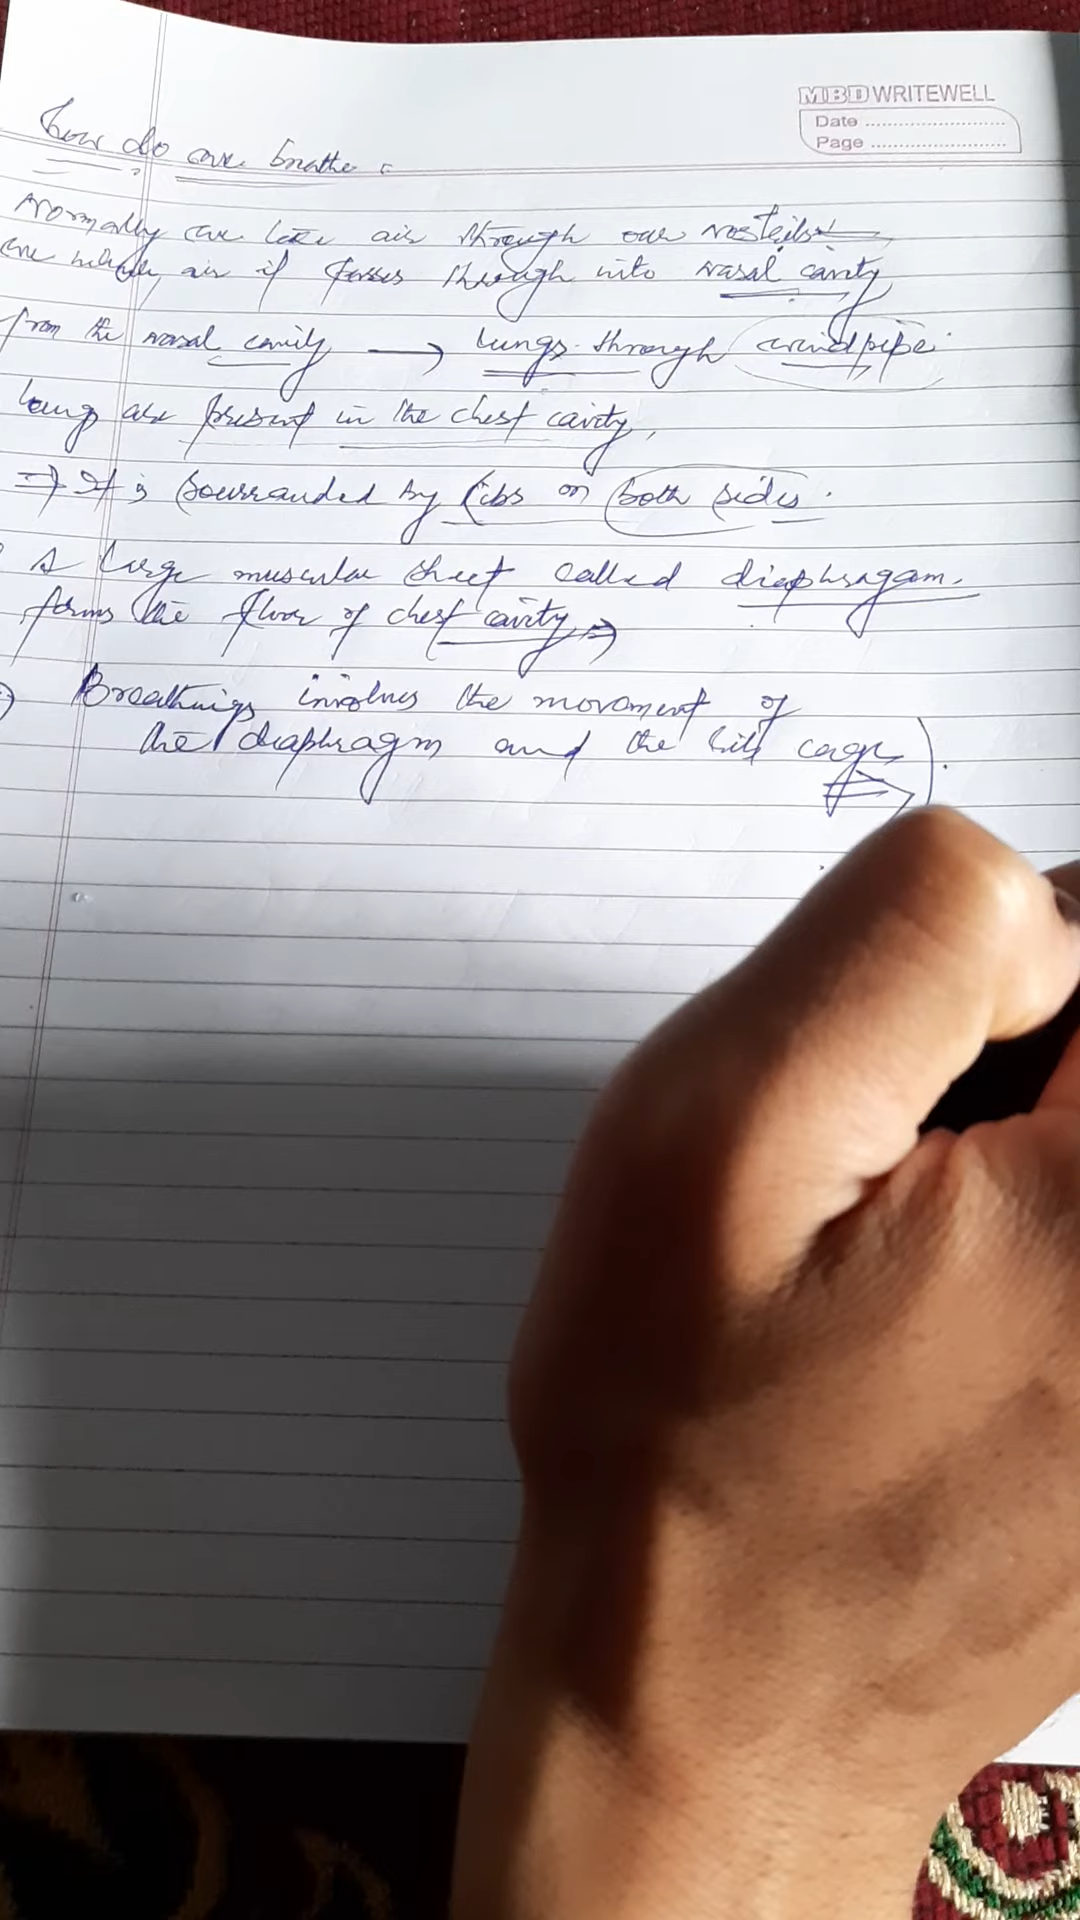 MBD WRITEWELL
Date
Page
how do we breathe
Normally we take air through our nostrils
we inhale air it passes through into nasal cavity
from the nasal cavity → lungs through windpipe.
lungs are present in the chest cavity,
⇒ It is sourranded by ribs on both sides.
A large muscular sheet called diaphragam.
forms the floor of chest cavity ⇒
Breathings involves the movement of
the diaphragm and the rib cage